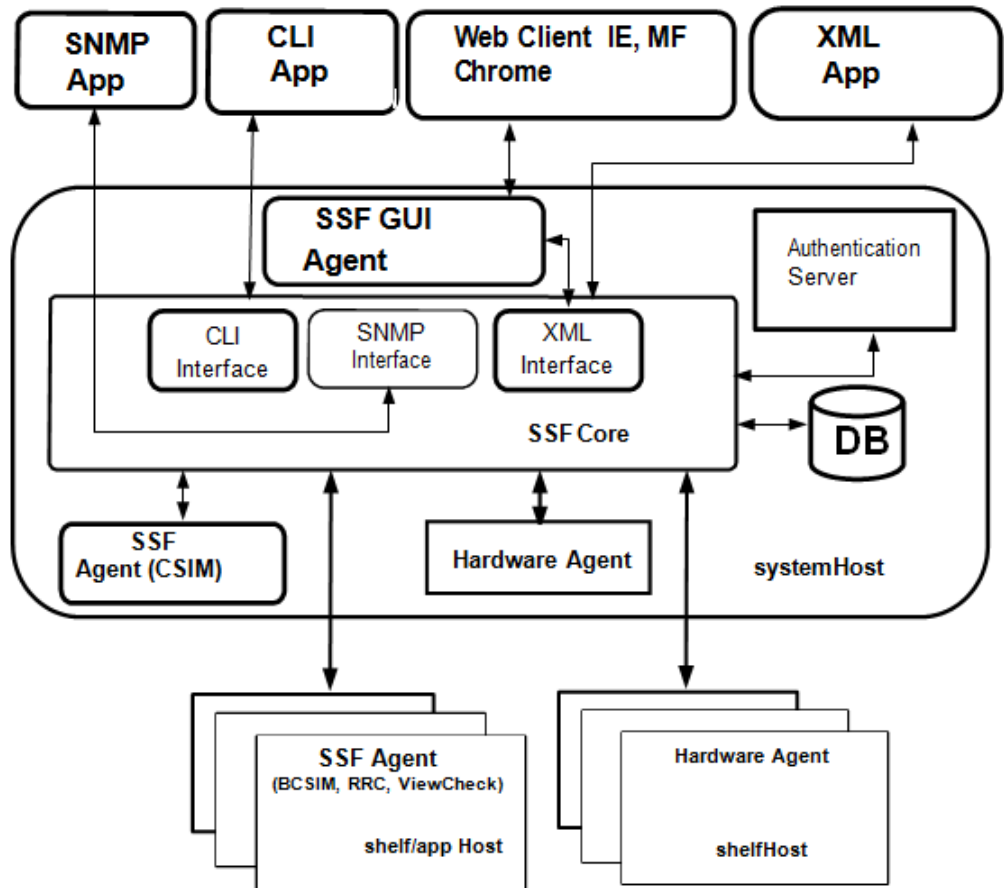 SNMP
App
CLI
App
Web Client IE, MF
Chrome
XML
App
SSF GUI
Agent
Authentication
Server
CLI
Interface
SNMP
Interface
XML
Interface
SSF Core
DB
SSF
Agent (CSIM)
Hardware Agent
systemHost
SSF Agent
(BCSIM, RRC, ViewCheck)
shelf/app Host
Hardware Agent
shelfHost